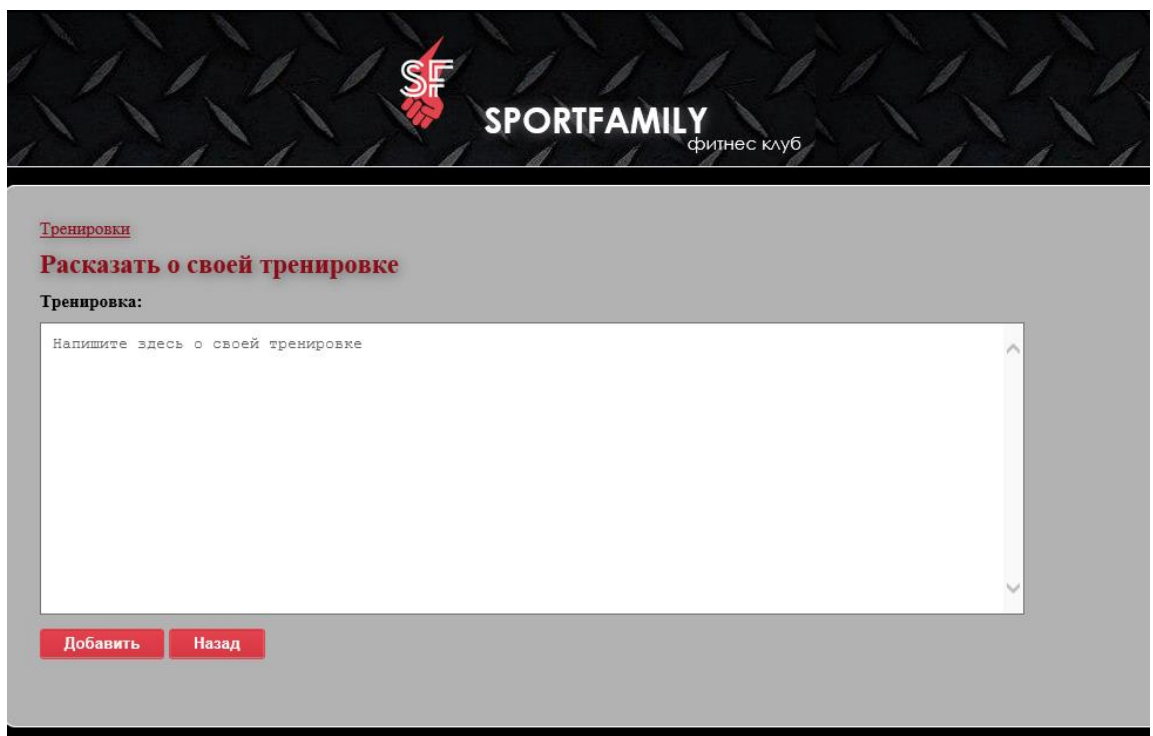 SF
SPORTFAMILY
фитнес клуб
Тренировки
Расказать о своей тренировке
Тренировка:
Напишите здесь о своей тренировке
Добавить Назад